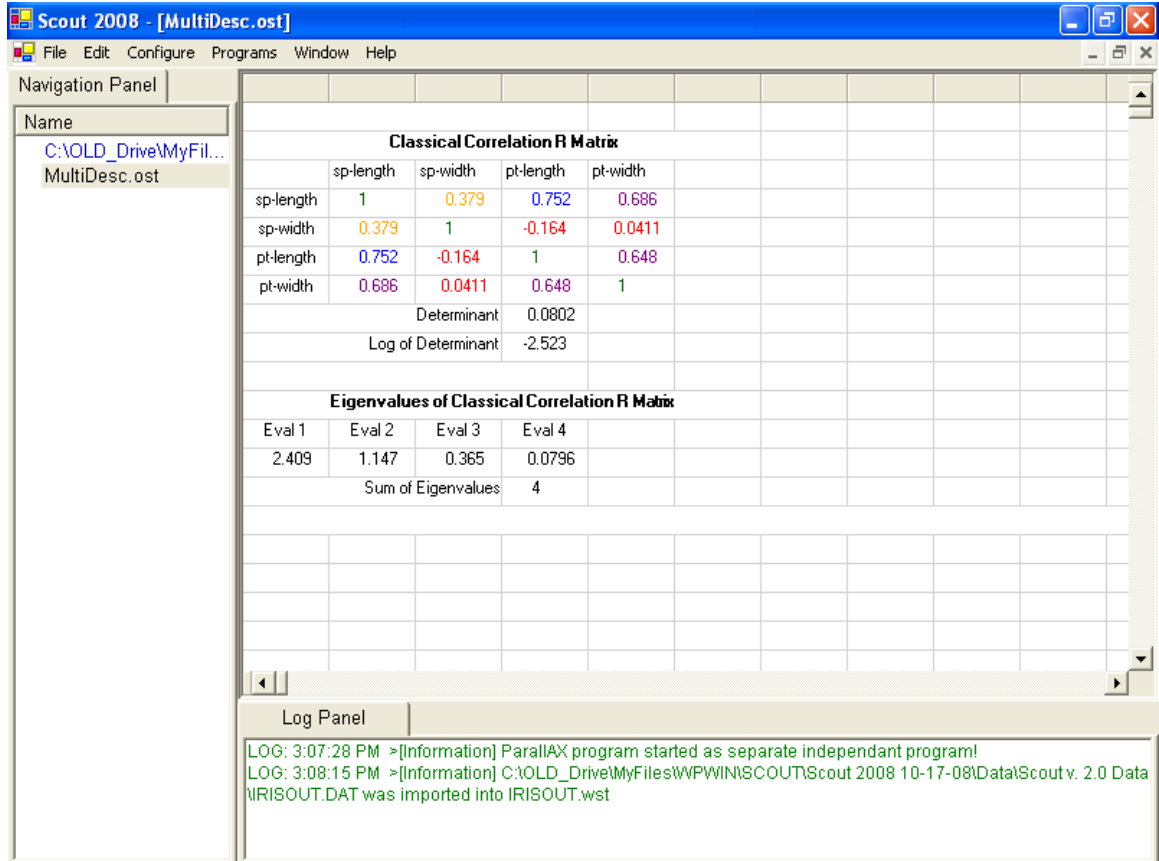 Scout 2008 - [MultiDesc.ost]
File Edit Configure Programs Window Help
Navigation Panel
Name
C:\OLD_Drive\MyFil...
MultiDesc.ost
Classical Correlation R Matrix
sp-length sp-width pt-length pt-width
sp-length 1 0.379 0.752 0.686
sp-width 0.379 1 -0.164 0.0411
pt-length 0.752 -0.164 1 0.648
pt-width 0.686 0.0411 0.648 1
Determinant 0.0802
Log of Determinant -2.523
Eigenvalues of Classical Correlation R Matrix
Eval 1 Eval 2 Eval 3 Eval 4
2.409 1.147 0.365 0.0796
Sum of Eigenvalues 4
Log Panel
LOG: 3:07:28 PM >[Information] ParallAX program started as separate independant program!
LOG: 3:08:15 PM >[Information] C:\OLD_Drive\MyFiles\WPWIN\SCOUT\Scout 2008 10-17-08\Data\Scout v. 2.0 Data
\IRISOUT.DAT was imported into IRISOUT.wst